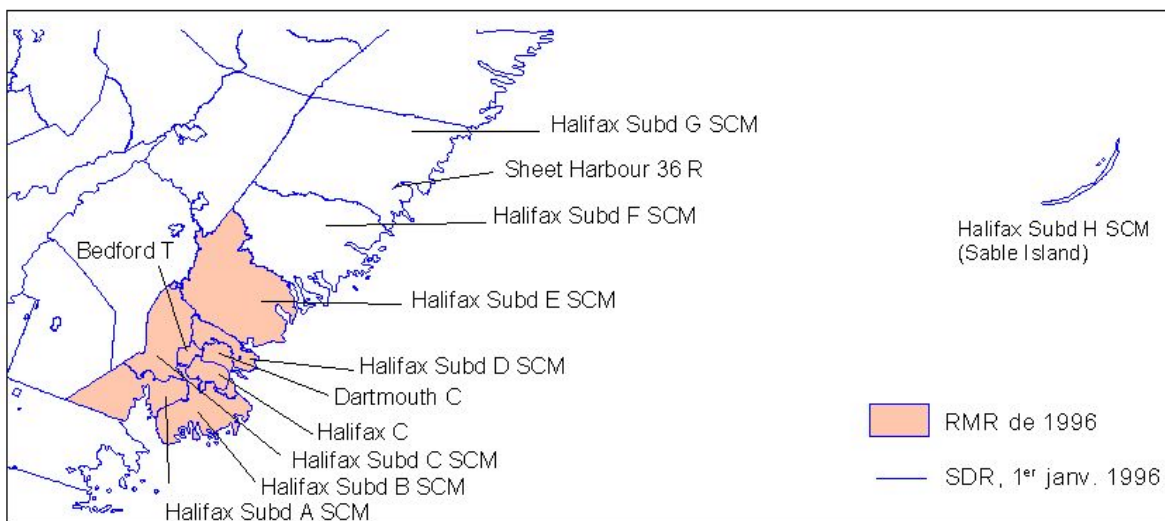 Halifax Subd G SCM
Sheet Harbour 36 R
Halifax Subd F SCM
Halifax Subd H SCM
(Sable Island)
Bedford T
Halifax Subd E SCM
Halifax Subd D SCM
Dartmouth C
Halifax C
Halifax Subd C SCM
Halifax Subd B SCM
Halifax Subd A SCM
RMR de 1996
SDR, 1er janv. 1996